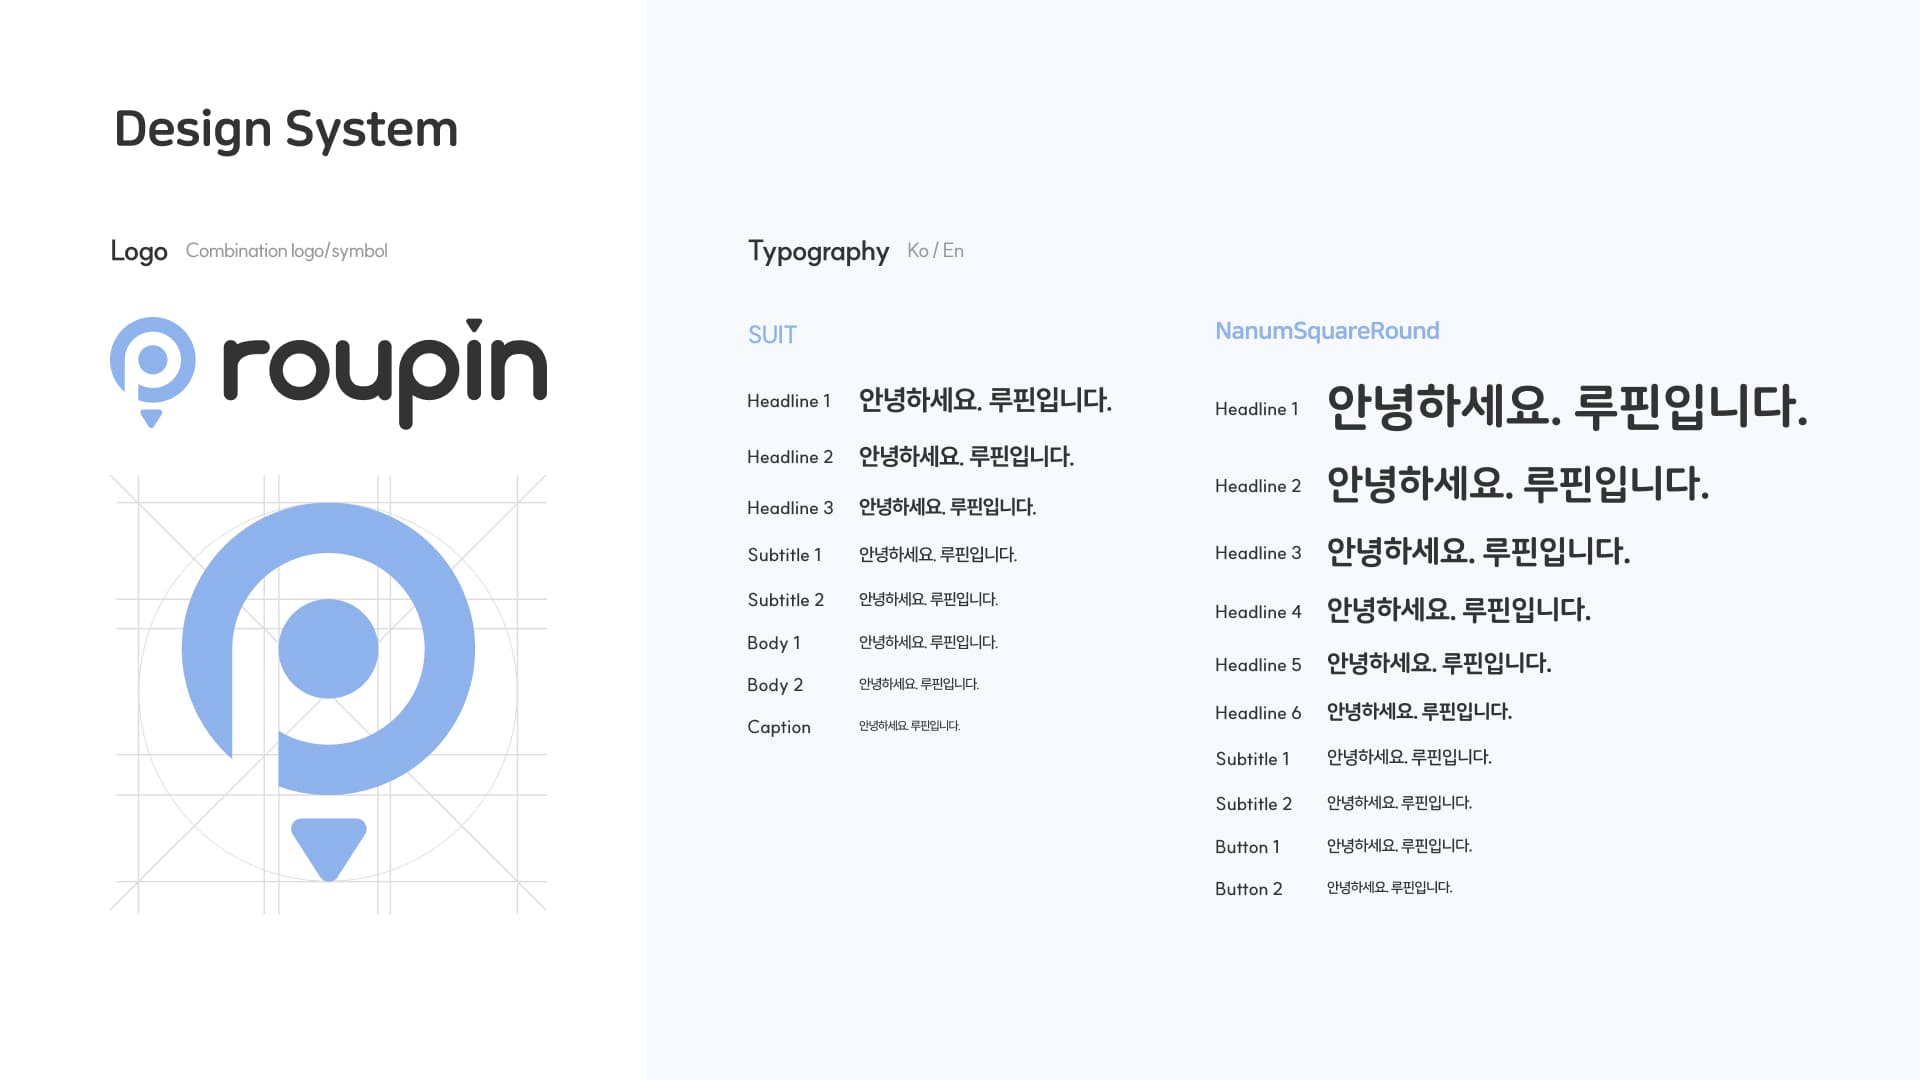 Design System
Logo Combination logo/symbol
roupin
Typography Ko / En
SUIT
Headline 1 안녕하세요. 루핀입니다.
Headline 2 안녕하세요. 루핀입니다.
Headline 3 안녕하세요. 루핀입니다.
Subtitle 1 안녕하세요. 루핀입니다.
Subtitle 2 안녕하세요. 루핀입니다.
Body 1 안녕하세요. 루핀입니다.
Body 2 안녕하세요. 루핀입니다.
Caption 안녕하세요. 루핀입니다.
NanumSquareRound
Headline 1 안녕하세요. 루핀입니다.
Headline 2 안녕하세요. 루핀입니다.
Headline 3 안녕하세요. 루핀입니다.
Headline 4 안녕하세요. 루핀입니다.
Headline 5 안녕하세요. 루핀입니다.
Headline 6 안녕하세요. 루핀입니다.
Subtitle 1 안녕하세요. 루핀입니다.
Subtitle 2 안녕하세요. 루핀입니다.
Button 1 안녕하세요. 루핀입니다.
Button 2 안녕하세요. 루핀입니다.